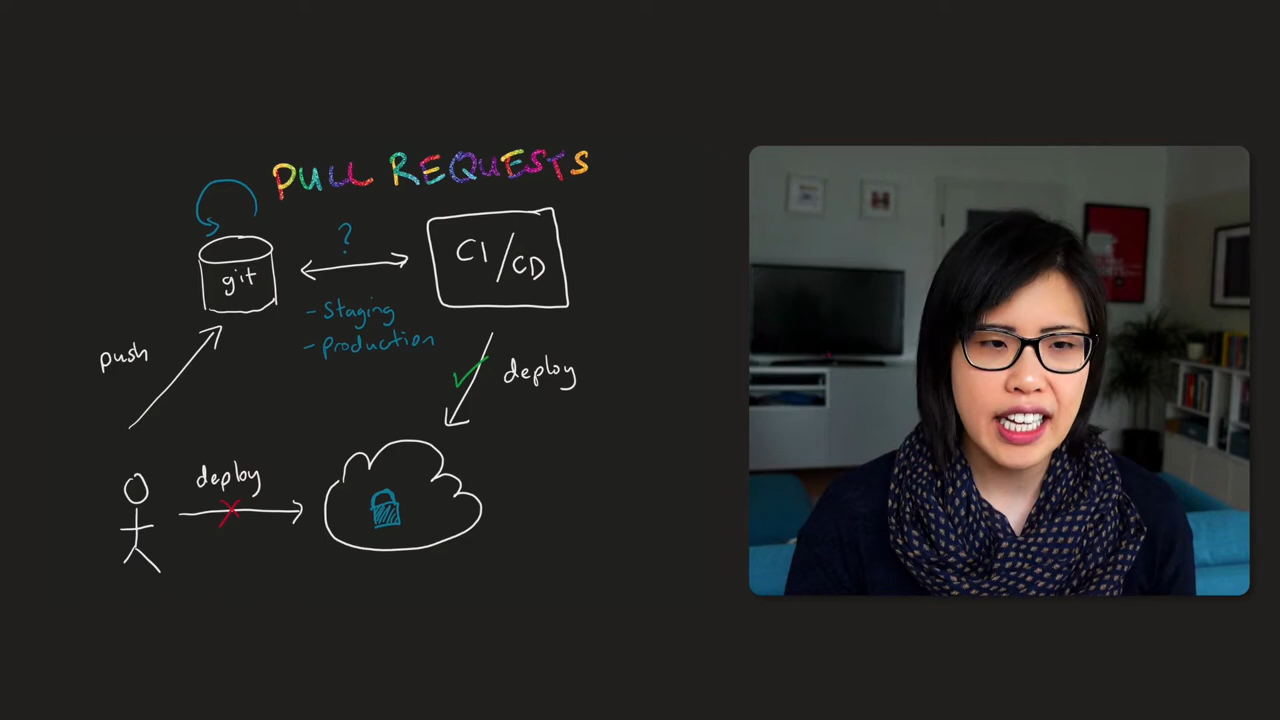 PULL REQUESTS
git
?
CI/CD
- staging
- production
push
deploy
deploy